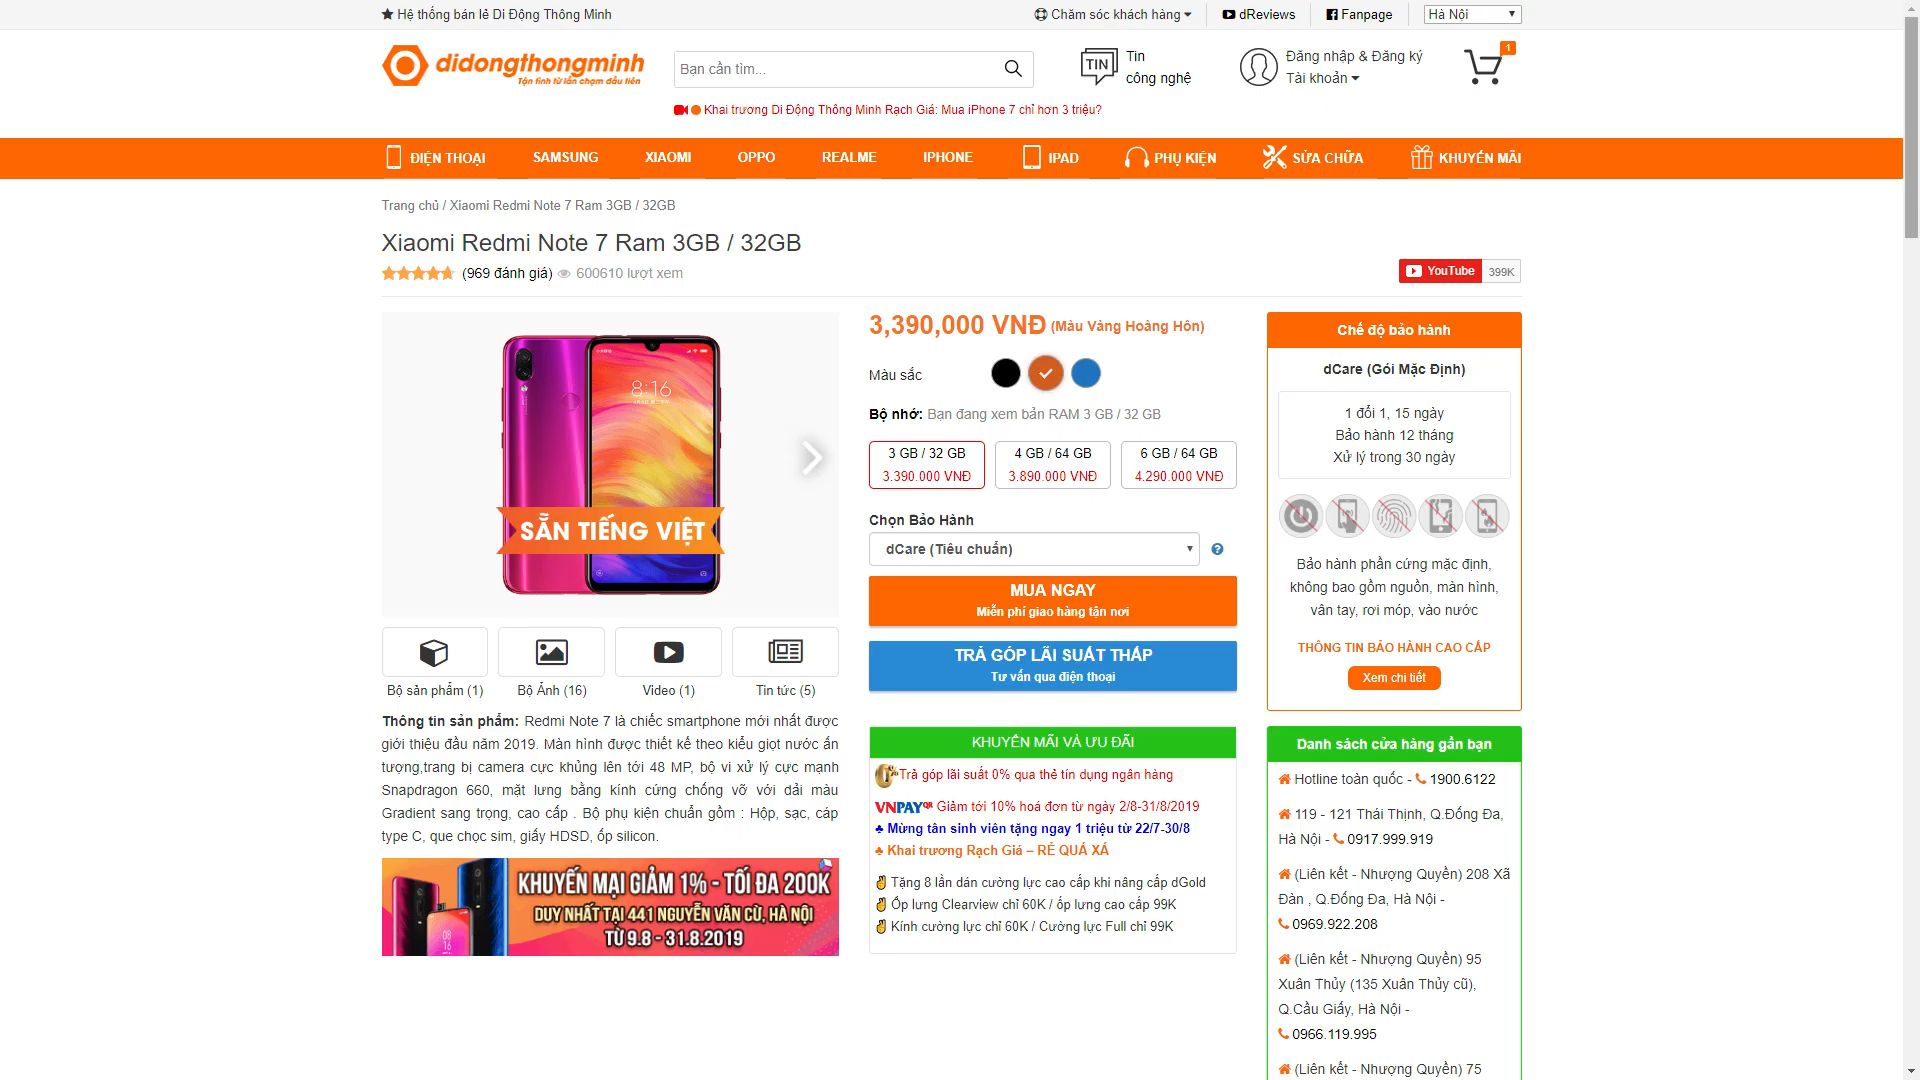 Hệ thống bán lẻ Di Động Thông Minh
Chăm sóc khách hàng
dReviews
Fanpage
Hà Nội
didongthongminh
Tận tình từ lần chạm đầu tiên
Bạn cần tìm...
TIN
Tin
công nghệ
Đăng nhập & Đăng ký
Tài khoản
1
Khai trương Di Động Thông Minh Rạch Giá: Mua iPhone 7 chỉ hơn 3 triệu?
ĐIỆN THOẠI
SAMSUNG
XIAOMI
OPPO
REALME
IPHONE
IPAD
PHỤ KIỆN
SỬA CHỮA
KHUYẾN MÃI
Trang chủ / Xiaomi Redmi Note 7 Ram 3GB / 32GB
Xiaomi Redmi Note 7 Ram 3GB / 32GB
(969 đánh giá) 600610 lượt xem
YouTube 399K
8:16
SẴN TIẾNG VIỆT
Bộ sản phẩm (1)
Bộ Ảnh (16)
Video (1)
Tin tức (5)
Thông tin sản phẩm: Redmi Note 7 là chiếc smartphone mới nhất được
giới thiệu đầu năm 2019. Màn hình được thiết kế theo kiểu giọt nước ấn
tượng,trang bị camera cực khủng lên tới 48 MP, bộ vi xử lý cực mạnh
Snapdragon 660, mặt lưng bằng kính cứng chống vỡ với dải màu
Gradient sang trọng, cao cấp . Bộ phụ kiện chuẩn gồm : Hộp, sạc, cáp
type C, que chọc sim, giấy HDSD, ốp silicon.
KHUYẾN MẠI GIẢM 1% - TỐI ĐA 200K
DUY NHẤT TẠI 441 NGUYỄN VĂN CỪ, HÀ NỘI
TỪ 9.8 - 31.8.2019
3,390,000 VNĐ (Màu Vàng Hoàng Hôn)
Màu sắc
Bộ nhớ: Bạn đang xem bản RAM 3 GB / 32 GB
3 GB / 32 GB
3.390.000 VNĐ
4 GB / 64 GB
3.890.000 VNĐ
6 GB / 64 GB
4.290.000 VNĐ
Chọn Bảo Hành
dCare (Tiêu chuẩn)
MUA NGAY
Miễn phí giao hàng tận nơi
TRẢ GÓP LÃI SUẤT THẤP
Tư vấn qua điện thoại
KHUYẾN MÃI VÀ ƯU ĐÃI
Trả góp lãi suất 0% qua thẻ tín dụng ngân hàng
VNPAYQR Giảm tới 10% hoá đơn từ ngày 2/8-31/8/2019
♣ Mừng tân sinh viên tặng ngay 1 triệu từ 22/7-30/8
♣ Khai trương Rạch Giá – RẺ QUÁ XÁ
Tặng 8 lần dán cường lực cao cấp khi nâng cấp dGold
Ốp lưng Clearview chỉ 60K / ốp lưng cao cấp 99K
Kính cường lực chỉ 60K / Cường lực Full chỉ 99K
Chế độ bảo hành
dCare (Gói Mặc Định)
1 đổi 1, 15 ngày
Bảo hành 12 tháng
Xử lý trong 30 ngày
Bảo hành phần cứng mặc định,
không bao gồm nguồn, màn hình,
vân tay, rơi móp, vào nước
THÔNG TIN BẢO HÀNH CAO CẤP
Xem chi tiết
Danh sách cửa hàng gần bạn
Hotline toàn quốc - 1900.6122
119 - 121 Thái Thịnh, Q.Đống Đa,
Hà Nội - 0917.999.919
(Liên kết - Nhượng Quyền) 208 Xã
Đàn , Q.Đống Đa, Hà Nội -
0969.922.208
(Liên kết - Nhượng Quyền) 95
Xuân Thủy (135 Xuân Thủy cũ),
Q.Cầu Giấy, Hà Nội -
0966.119.995
(Liên kết - Nhượng Quyền) 75